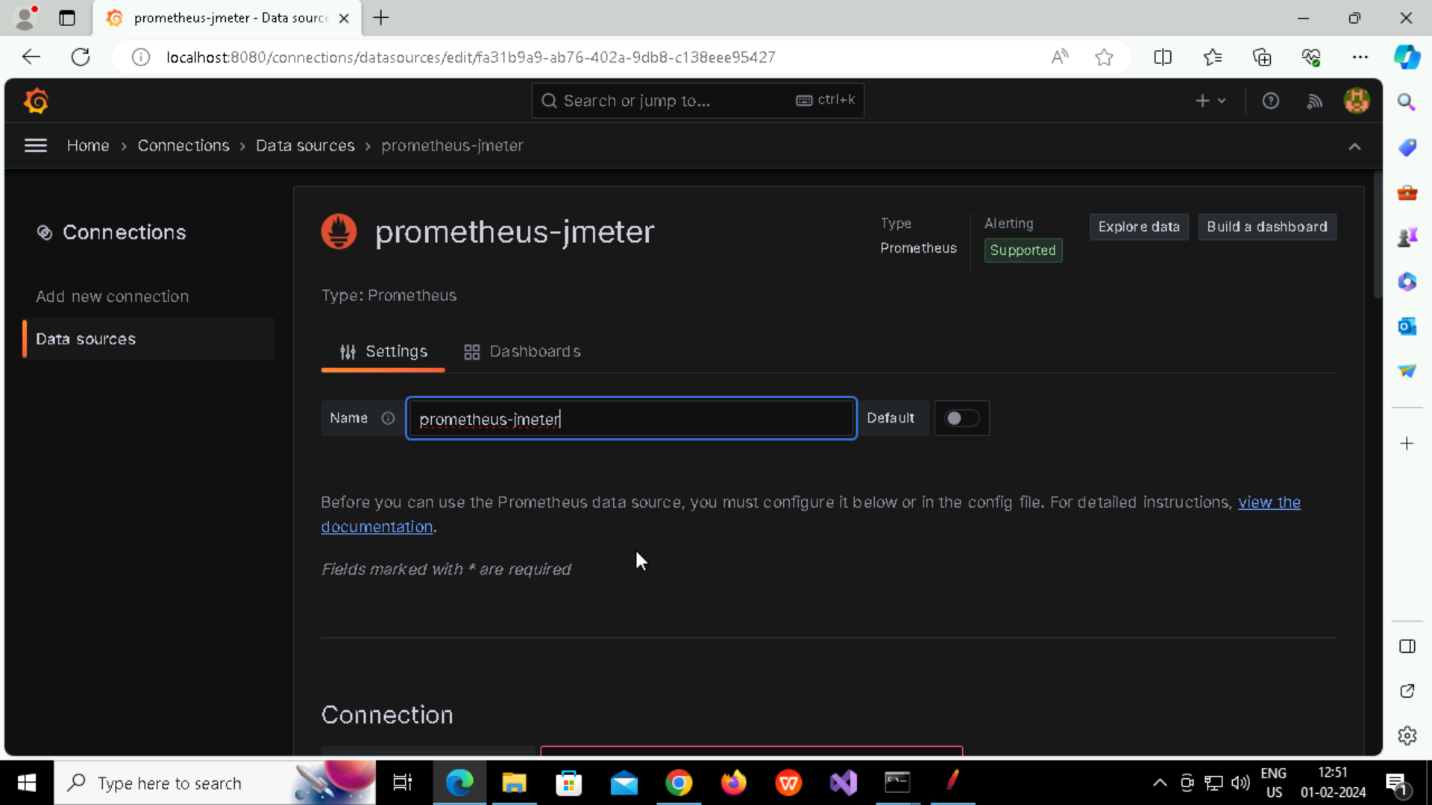 prometheus-jmeter - Data source
localhost:8080/connections/datasources/edit/fa31b9a9-ab76-402a-9db8-c138eee95427
Search or jump to...
ctrl+k
Home > Connections > Data sources > prometheus-jmeter
Connections
Add new connection
Data sources
prometheus-jmeter
Type
Prometheus
Alerting
Supported
Explore data
Build a dashboard
Type: Prometheus
Settings
Dashboards
Name
prometheus-jmeter
Default
Before you can use the Prometheus data source, you must configure it below or in the config file. For detailed instructions, view the
documentation.
Fields marked with * are required
Connection
Type here to search
ENG
US
12:51
01-02-2024
1